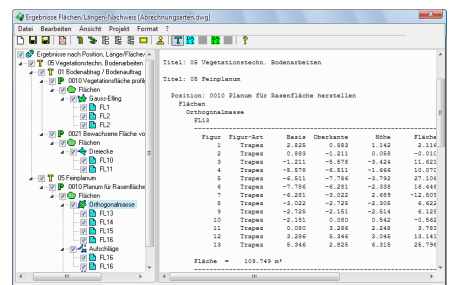 Ergebnisse Flächen/Längen-Nachweis [Abrechnungsarten.dwg]
Datei Bearbeiten Ansicht Projekt Format ?
Ergebnisse nach Position, Länge/Fläche/
05 Vegetationstechn. Bodenarbeiten
01 Bodenabtrag / Bodenauftrag
0010 Vegetationsfläche profil
Flächen
Gauss-Elling
FL1
FL2
FL2
0021 Bewachsene Fläche vo
Flächen
Dreiecke
FL10
FL11
05 Feinplanum
0010 Planum für Rasenfläche
Flächen
Orthogonalmasse
FL13
FL14
FL15
FL16
Aufschläge
FL16
FL16
Titel: 05 Vegetationstechn. Bodenarbeiten
Titel: 05 Feinplanum
Position: 0010 Planum für Rasenfläche herstellen
Flächen
Orthogonalmasse
FL13
Figur Figur-Art Basis Oberkante Höhe Fläche
1 Trapez 2.825 0.883 1.142 2.116
2 Trapez 0.883 -1.211 0.058 -0.010
3 Trapez -1.211 -5.578 -3.424 11.621
4 Trapez -5.578 -6.511 -1.666 10.070
5 Trapez -6.511 -7.786 -3.792 27.106
6 Trapez -7.786 -6.281 -2.338 16.446
7 Trapez -6.281 -3.022 2.689 -12.505
8 Trapez -3.022 -2.725 -2.305 6.622
9 Trapez -2.725 -2.151 -2.514 6.128
10 Trapez -2.151 0.080 0.542 -0.562
11 Trapez 0.080 3.286 2.248 3.783
12 Trapez 3.286 5.346 3.045 13.141
13 Trapez 5.346 2.825 6.315 25.796
Fläche = 109.749 m²